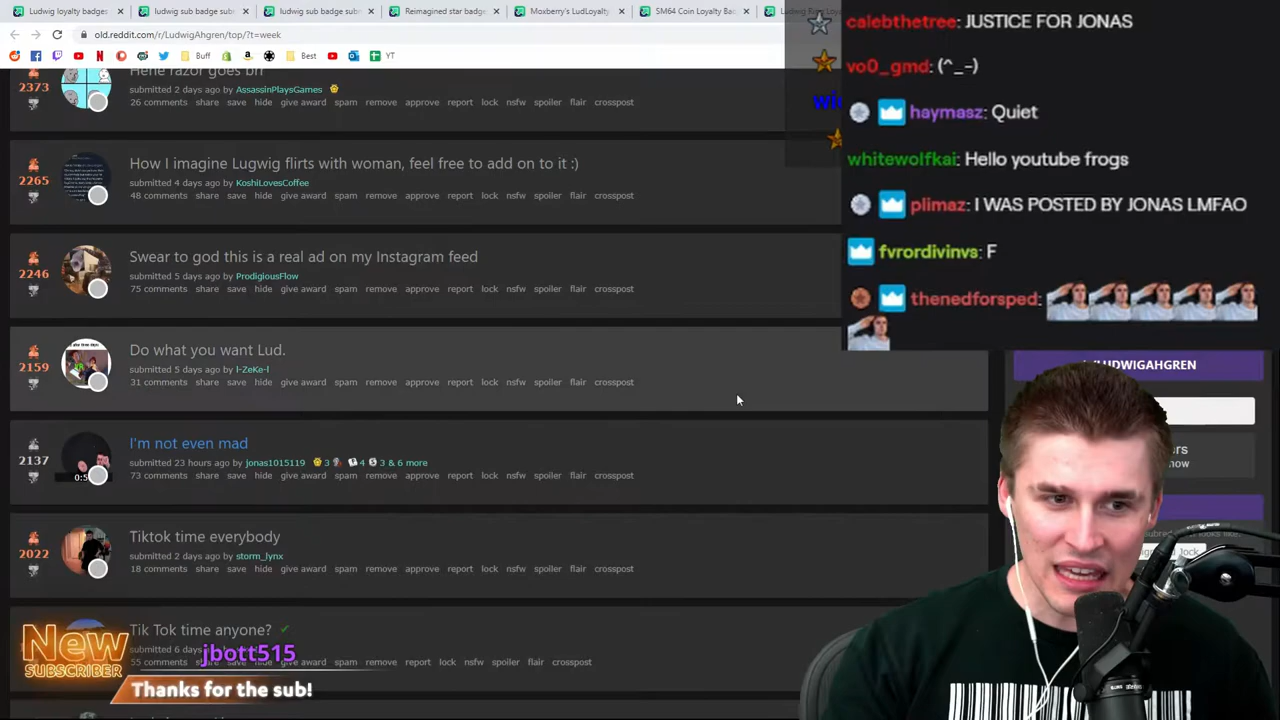 Ludwig loyalty badges
ludwig sub badge sub
ludwig sub badge submi
Reimagined star badge
Moxberry's LudLoyalty
SM64 Coin Loyalty Ba
old.reddit.com/r/LudwigAhgren/top/?t=week
Buff
Best
YT
Hehe razor goes brr
2373
submitted 2 days ago by AssassinPlaysGames
26 comments share save hide give award spam remove approve report lock nsfw spoiler flair crosspost
How I imagine Lugwig flirts with woman, feel free to add on to it :)
2265
submitted 4 days ago by KoshiLovesCoffee
48 comments share save hide give award spam remove approve report lock nsfw spoiler flair crosspost
Swear to god this is a real ad on my Instagram feed
2246
submitted 5 days ago by ProdigiousFlow
75 comments share save hide give award spam remove approve report lock nsfw spoiler flair crosspost
Do what you want Lud.
2159
submitted 5 days ago by l-ZeKe-l
31 comments share save hide give award spam remove approve report lock nsfw spoiler flair crosspost
I'm not even mad
2137
submitted 23 hours ago by jonas1015119 3 4 3 & 6 more
73 comments share save hide give award spam remove approve report lock nsfw spoiler flair crosspost
Tiktok time everybody
2022
submitted 2 days ago by storm_lynx
18 comments share save hide give award spam remove approve report lock nsfw spoiler flair crosspost
Tik Tok time anyone?
submitted 6 d
55 comments share save hide give award spam remove approve report lock nsfw spoiler flair crosspost
New
SUBSCRIBER
jbott515
Thanks for the sub!
calebthetree: JUSTICE FOR JONAS
vo0_gmd: (^_-)
haymasz: Quiet
whitewolfkai: Hello youtube frogs
plimaz: I WAS POSTED BY JONAS LMFAO
fvrordivinvs: F
thenedforsped:
/LUDWIGAHGREN